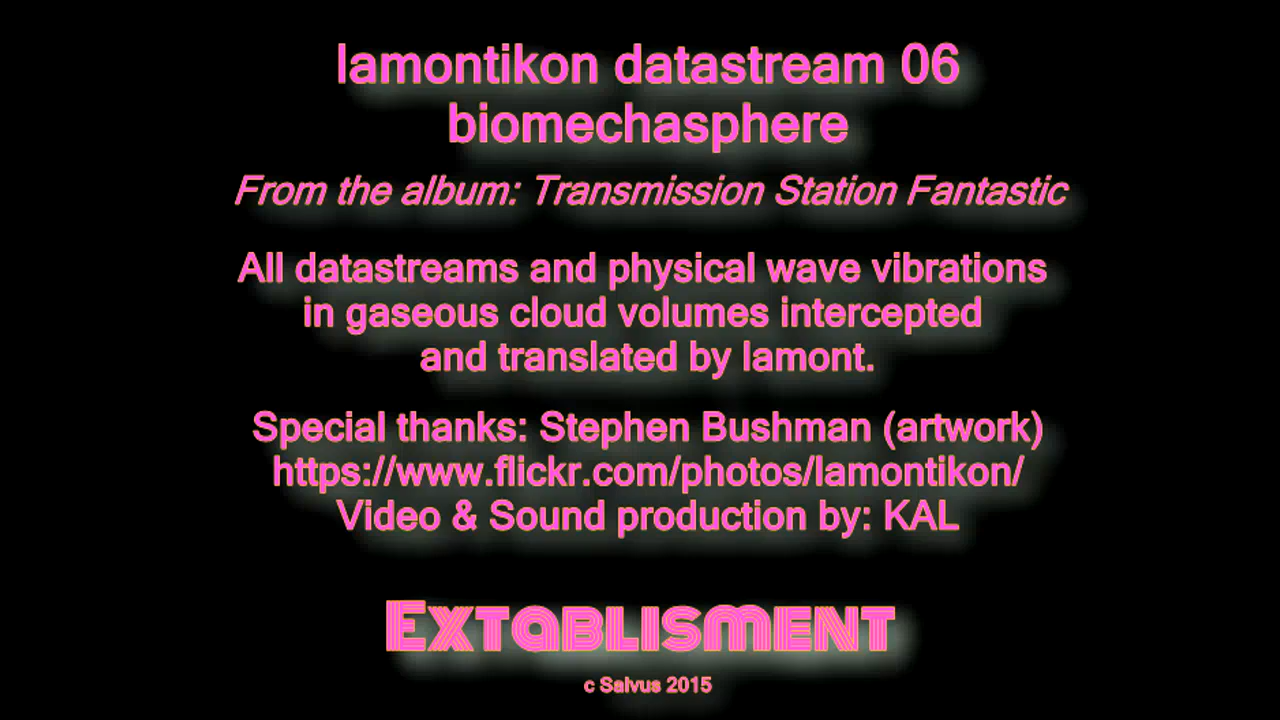 lamontikon datastream 06
biomechasphere
From the album: Transmission Station Fantastic
All datastreams and physical wave vibrations
in gaseous cloud volumes intercepted
and translated by lamont.
Special thanks: Stephen Bushman (artwork)
https://www.flickr.com/photos/lamontikon/
Video & Sound production by: KAL
Extablisment
c Salvus 2015